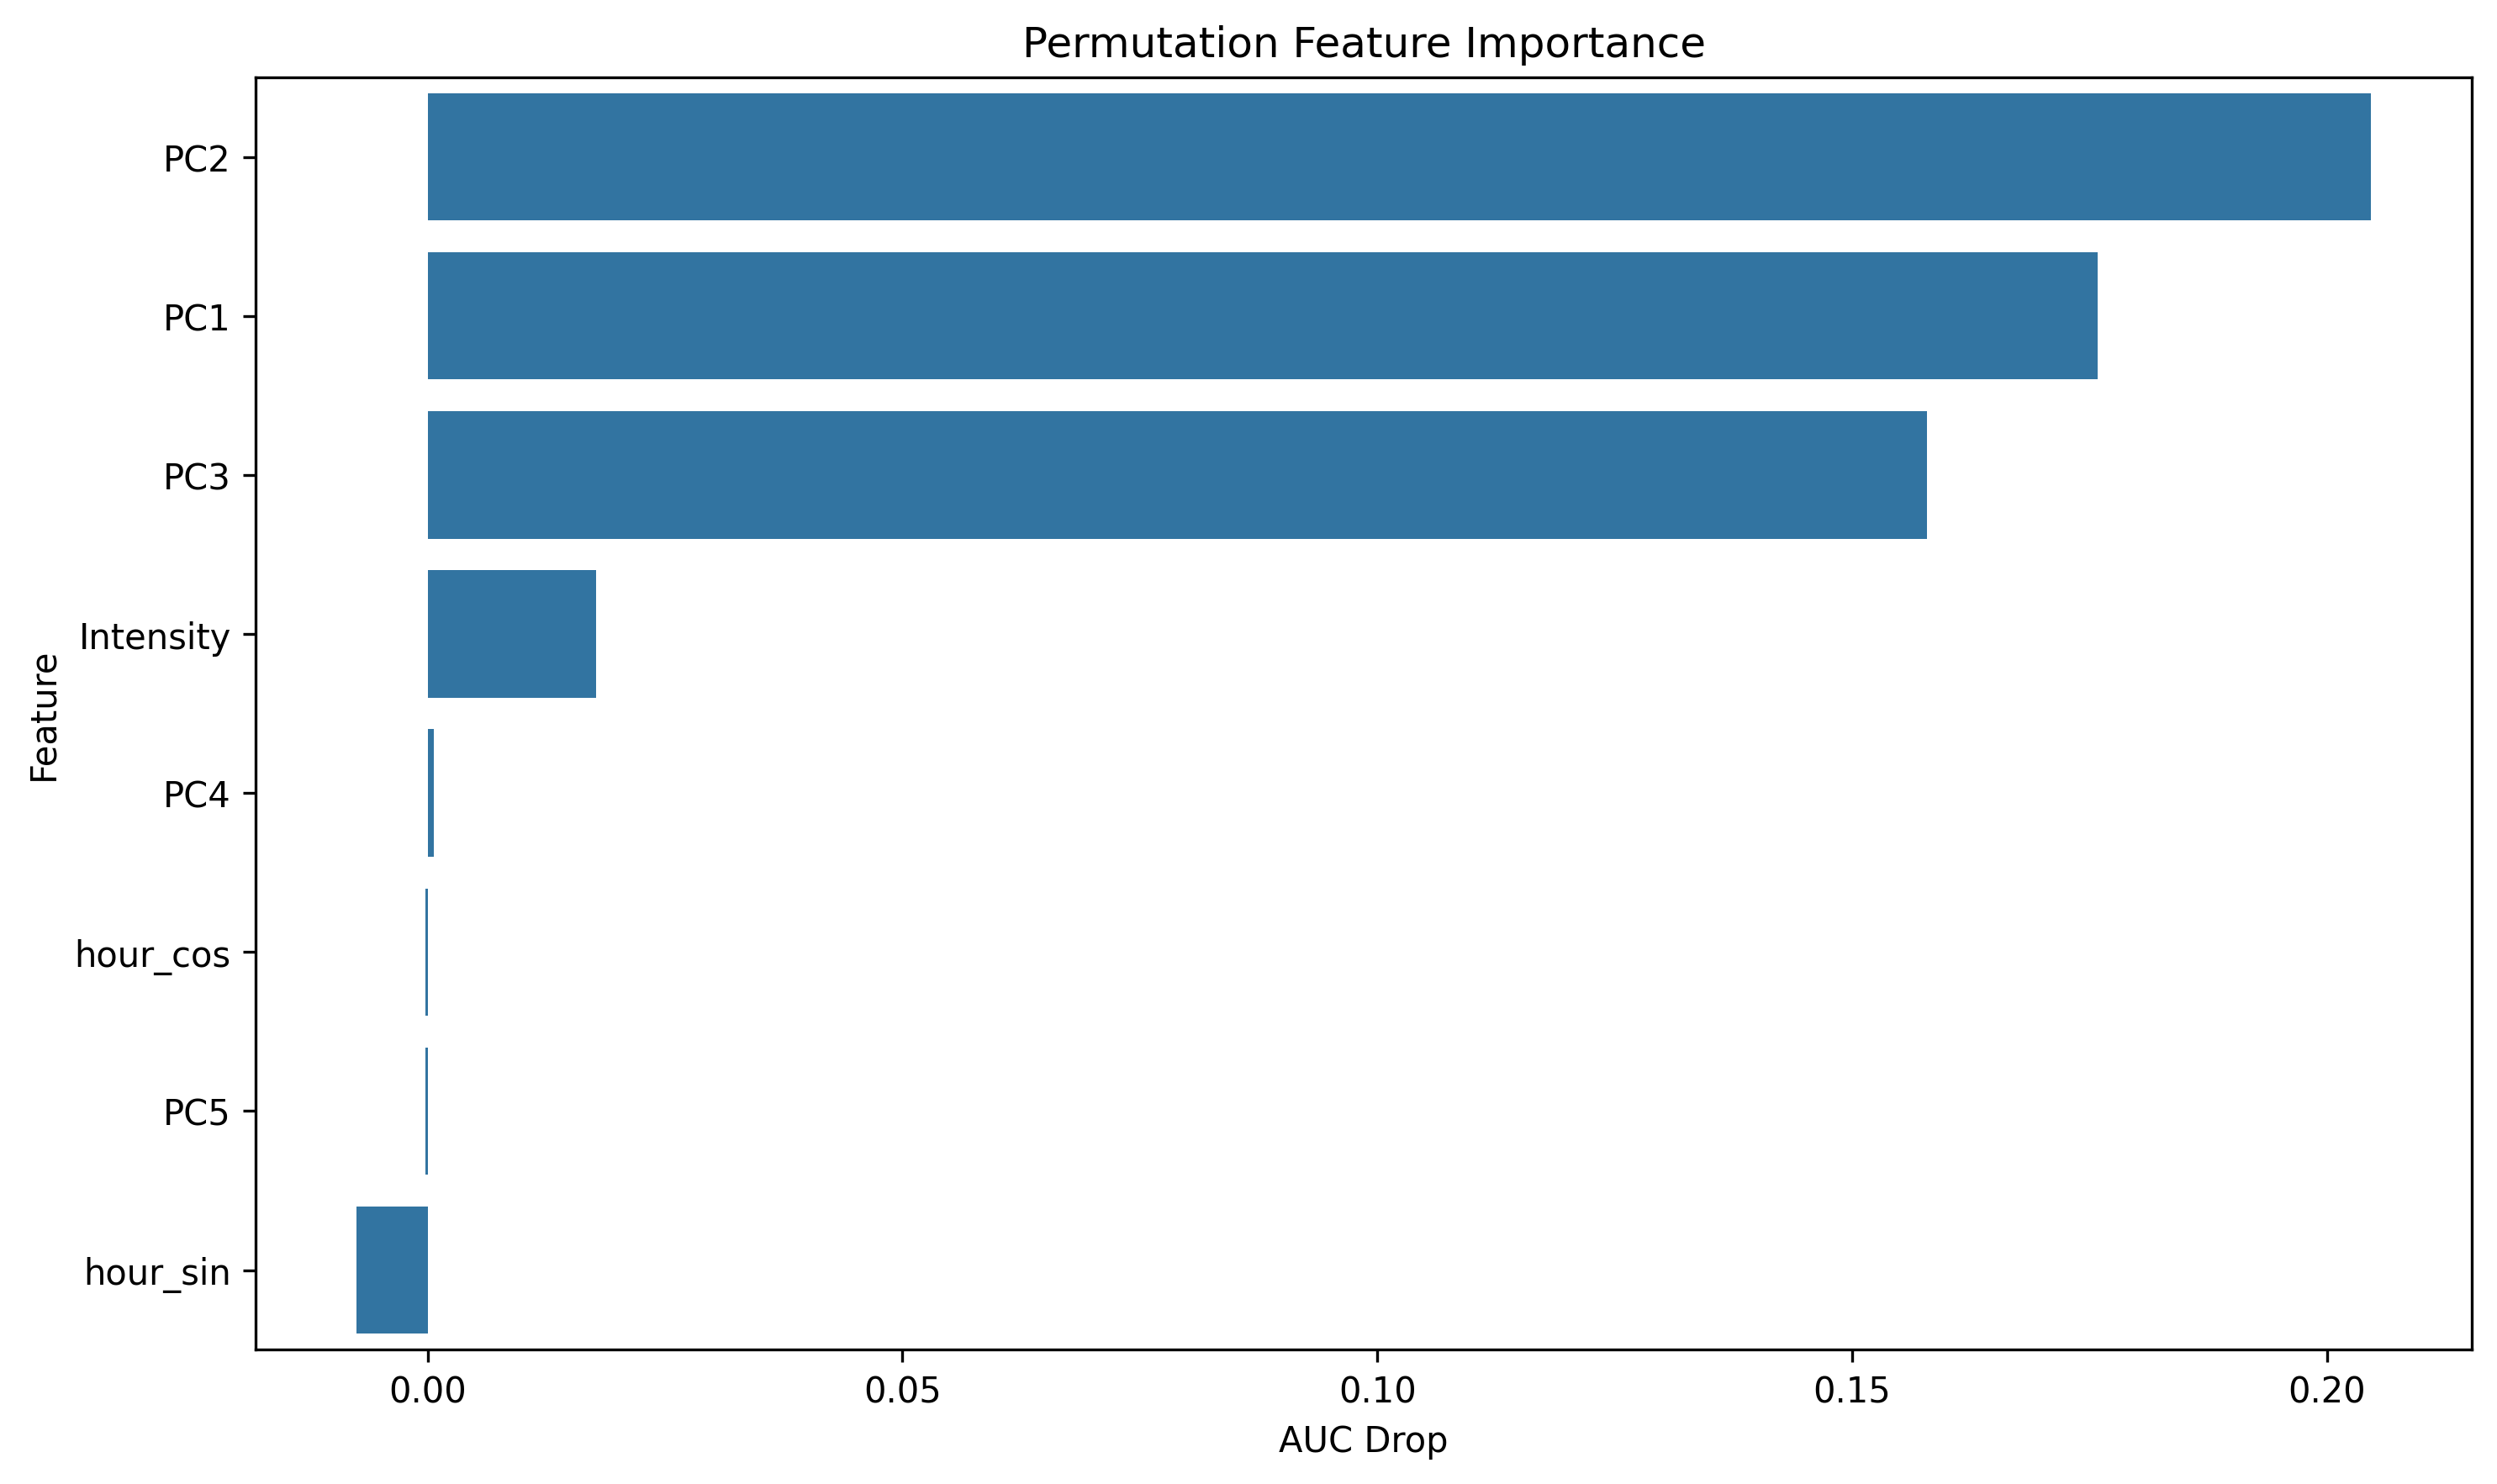 Permutation Feature Importance
Feature
PC2
PC1
PC3
Intensity
PC4
hour_cos
PC5
hour_sin
0.00 0.05 0.10 0.15 0.20
AUC Drop